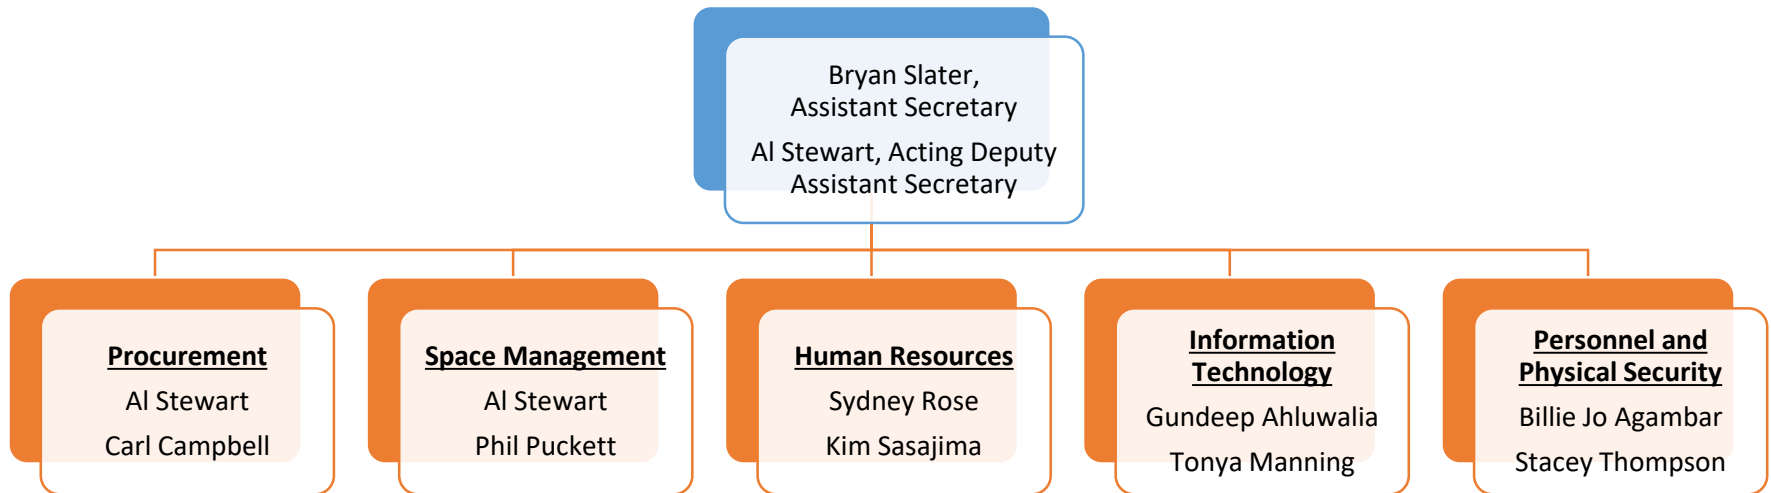 Bryan Slater,
Assistant Secretary
Al Stewart, Acting Deputy
Assistant Secretary
Procurement
Al Stewart
Carl Campbell
Space Management
Al Stewart
Phil Puckett
Human Resources
Sydney Rose
Kim Sasajima
Information
Technology
Gundeep Ahluwalia
Tonya Manning
Personnel and
Physical Security
Billie Jo Agambar
Stacey Thompson